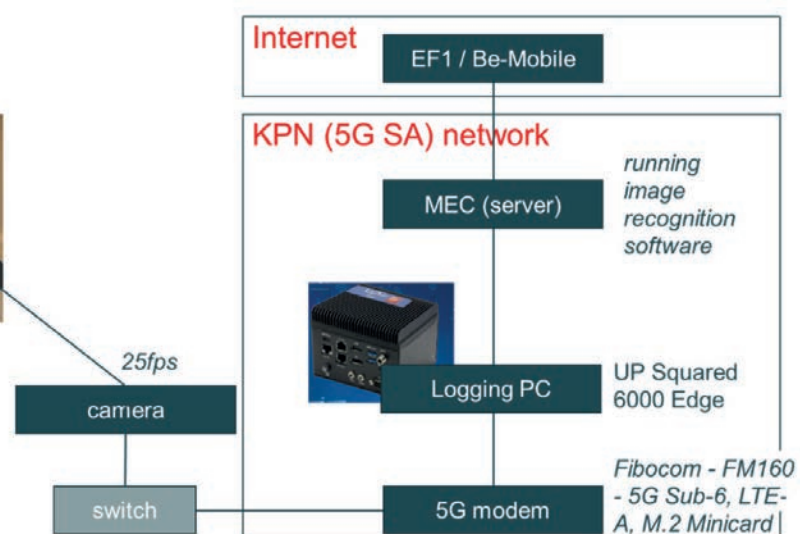 Internet
EF1 / Be-Mobile
KPN (5G SA) network
MEC (server)
running
image
recognition
software
25fps
camera
Logging PC
UP Squared
6000 Edge
switch
5G modem
Fibocom - FM160
- 5G Sub-6, LTE-
A, M.2 Minicard